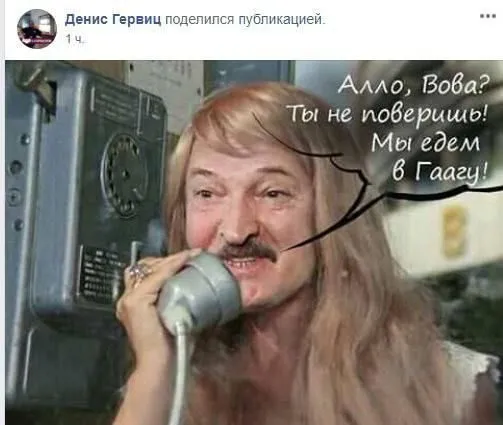 Денис Гервиц поделился публикацией.
1 ч.
Алло, Вова?
Ты не поверишь!
Мы едем
в Гаагу!